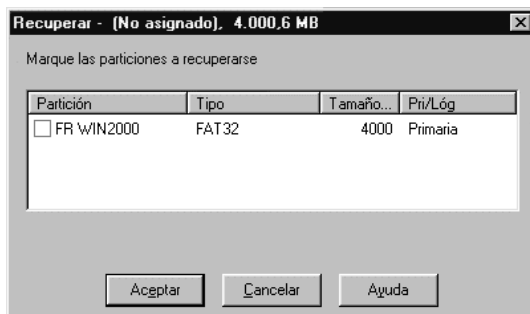 Recuperar - (No asignado), 4.000,6 MB
Marque las particiones a recuperarse
Partición Tipo Tamaño... Pri/Lóg
FR WIN2000 FAT32 4000 Primaria
Aceptar Cancelar Ayuda